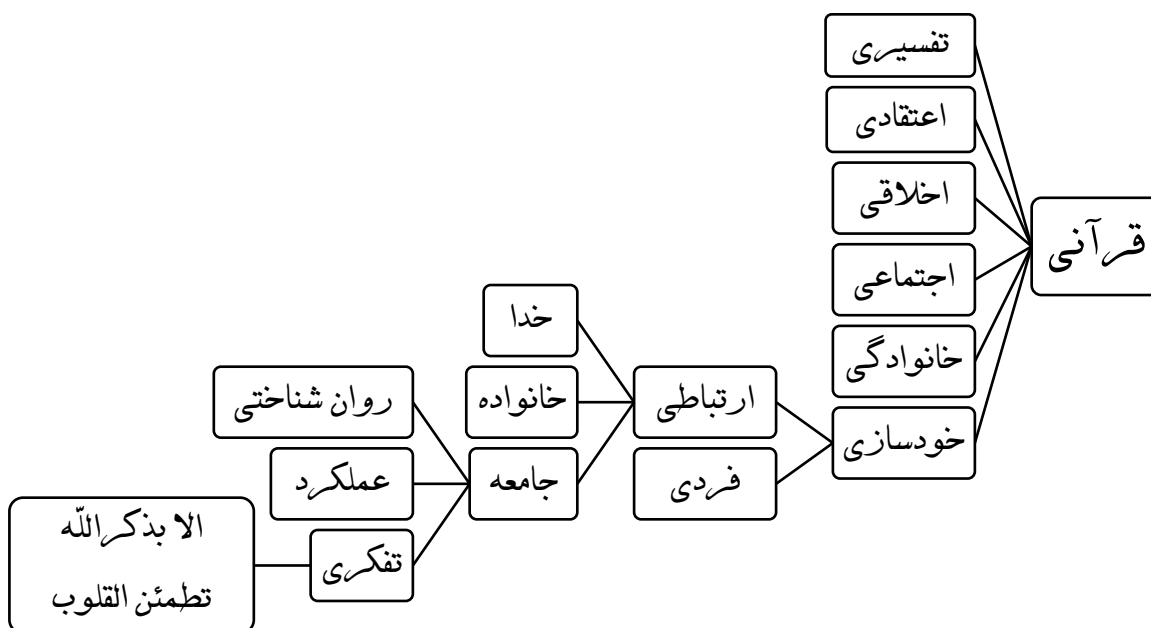 قرآنی
تفسیری
اعتقادی
اخلاقی
اجتماعی
خانوادگی
خودسازی
ارتباطی
فردی
خدا
خانواده
جامعه
روان شناختی
عملکرد
تفکری
الا بذکر اللّه
تطمئن القلوب